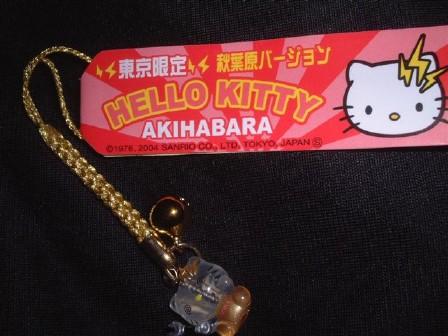 東京限定 秋葉原バージョン
HELLO KITTY
AKIHABARA
©1976, 2004 SANRIO CO., LTD. TOKYO, JAPAN Ⓢ